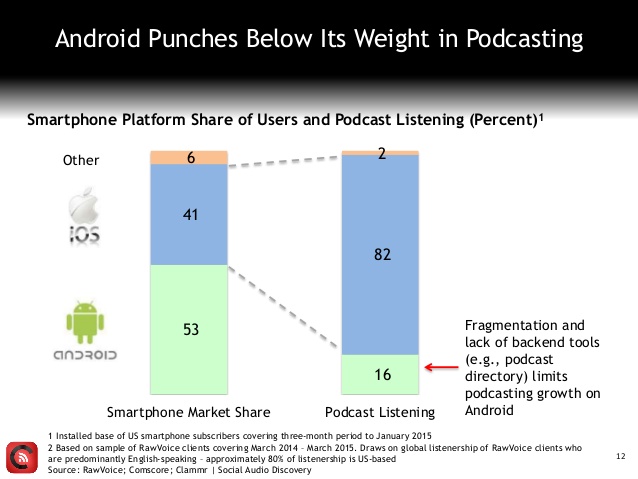 Android Punches Below Its Weight in Podcasting
Smartphone Platform Share of Users and Podcast Listening (Percent)¹
Other
6
2
iOS
41
82
ANDROID
53
16
Fragmentation and
lack of backend tools
(e.g., podcast
directory) limits
podcasting growth on
Android
Smartphone Market Share
Podcast Listening
1 Installed base of US smartphone subscribers covering three-month period to January 2015
2 Based on sample of RawVoice clients covering March 2014 – March 2015. Draws on global listenership of RawVoice clients who
are predominantly English-speaking – approximately 80% of listenership is US-based
Source: RawVoice; Comscore; Clammr | Social Audio Discovery
12